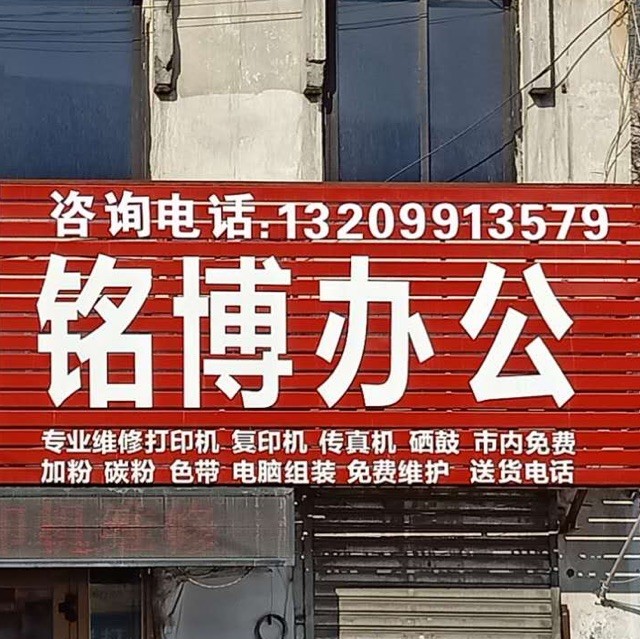 咨询电话:13209913579
铭博办公
专业维修打印机 复印机 传真机 硒鼓 市内免费
加粉 碳粉 色带 电脑组装 免费维护 送货电话